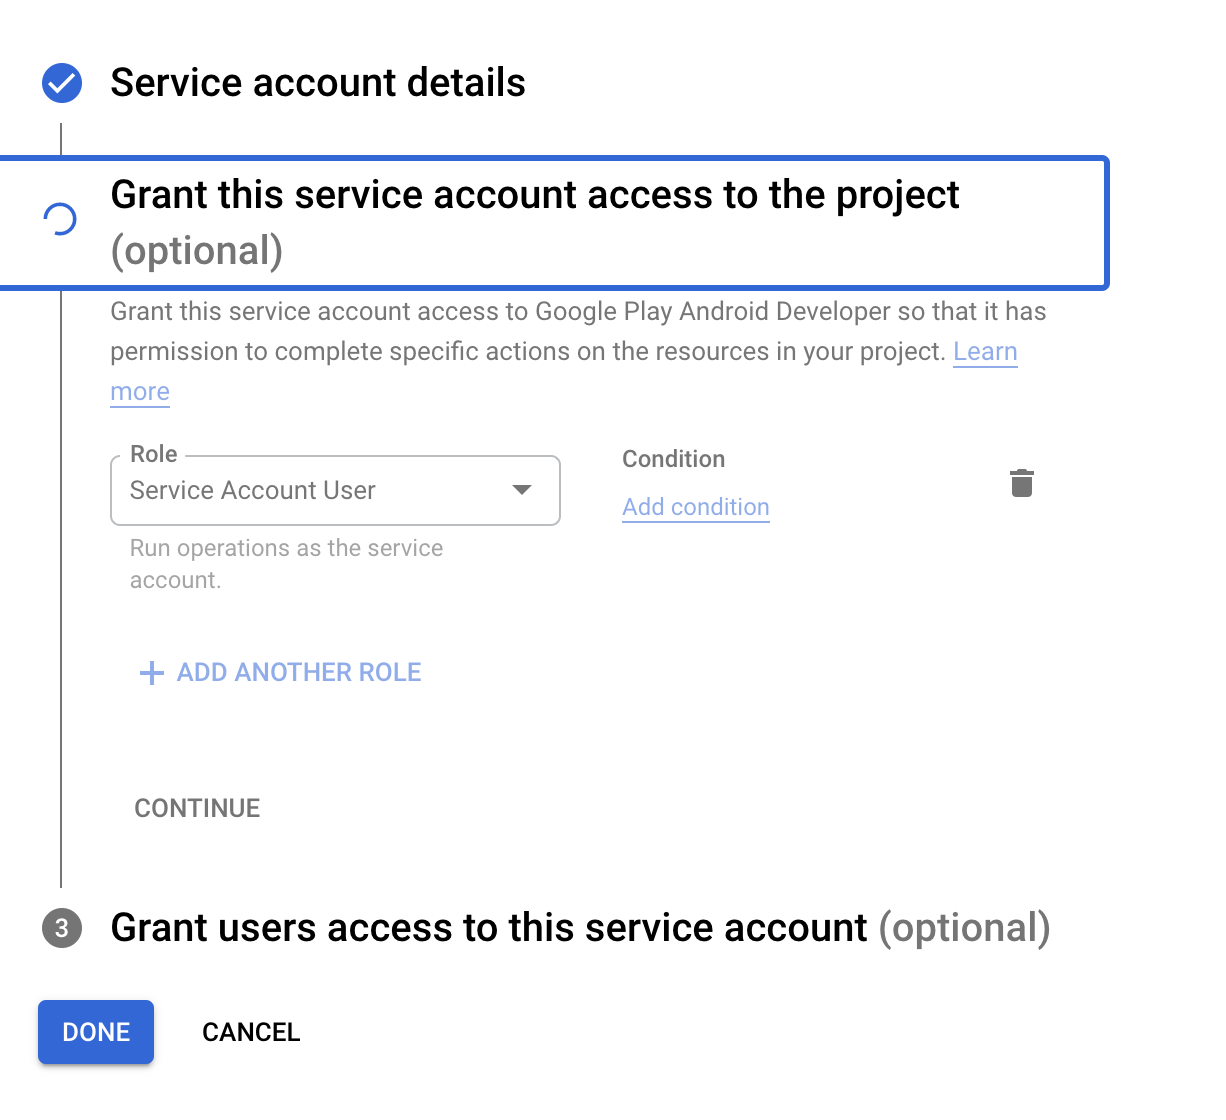 Service account details
Grant this service account access to the project
(optional)
Grant this service account access to Google Play Android Developer so that it has
permission to complete specific actions on the resources in your project. Learn
more
Role
Service Account User
Run operations as the service
account.
Condition
Add condition
ADD ANOTHER ROLE
CONTINUE
3 Grant users access to this service account (optional)
DONE CANCEL